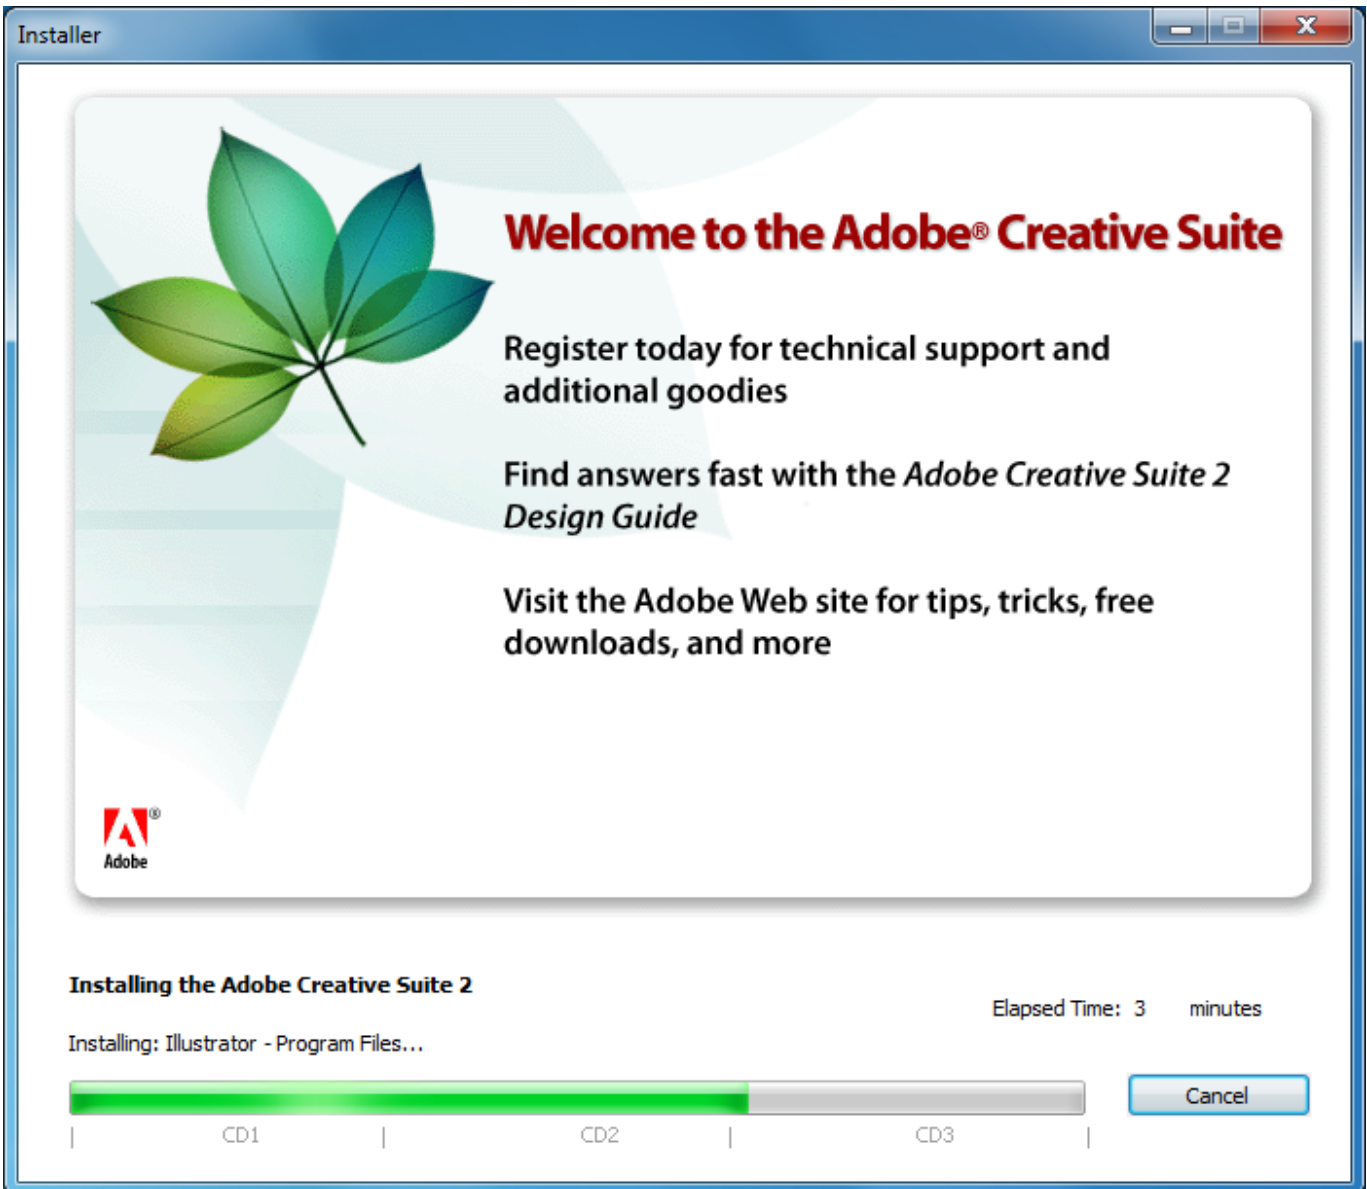 Installer
Welcome to the Adobe® Creative Suite
Register today for technical support and
additional goodies
Find answers fast with the Adobe Creative Suite 2
Design Guide
Visit the Adobe Web site for tips, tricks, free
downloads, and more
®
Adobe
Installing the Adobe Creative Suite 2
Elapsed Time: 3 minutes
Installing: Illustrator - Program Files...
Cancel
| CD1 | CD2 | CD3 |